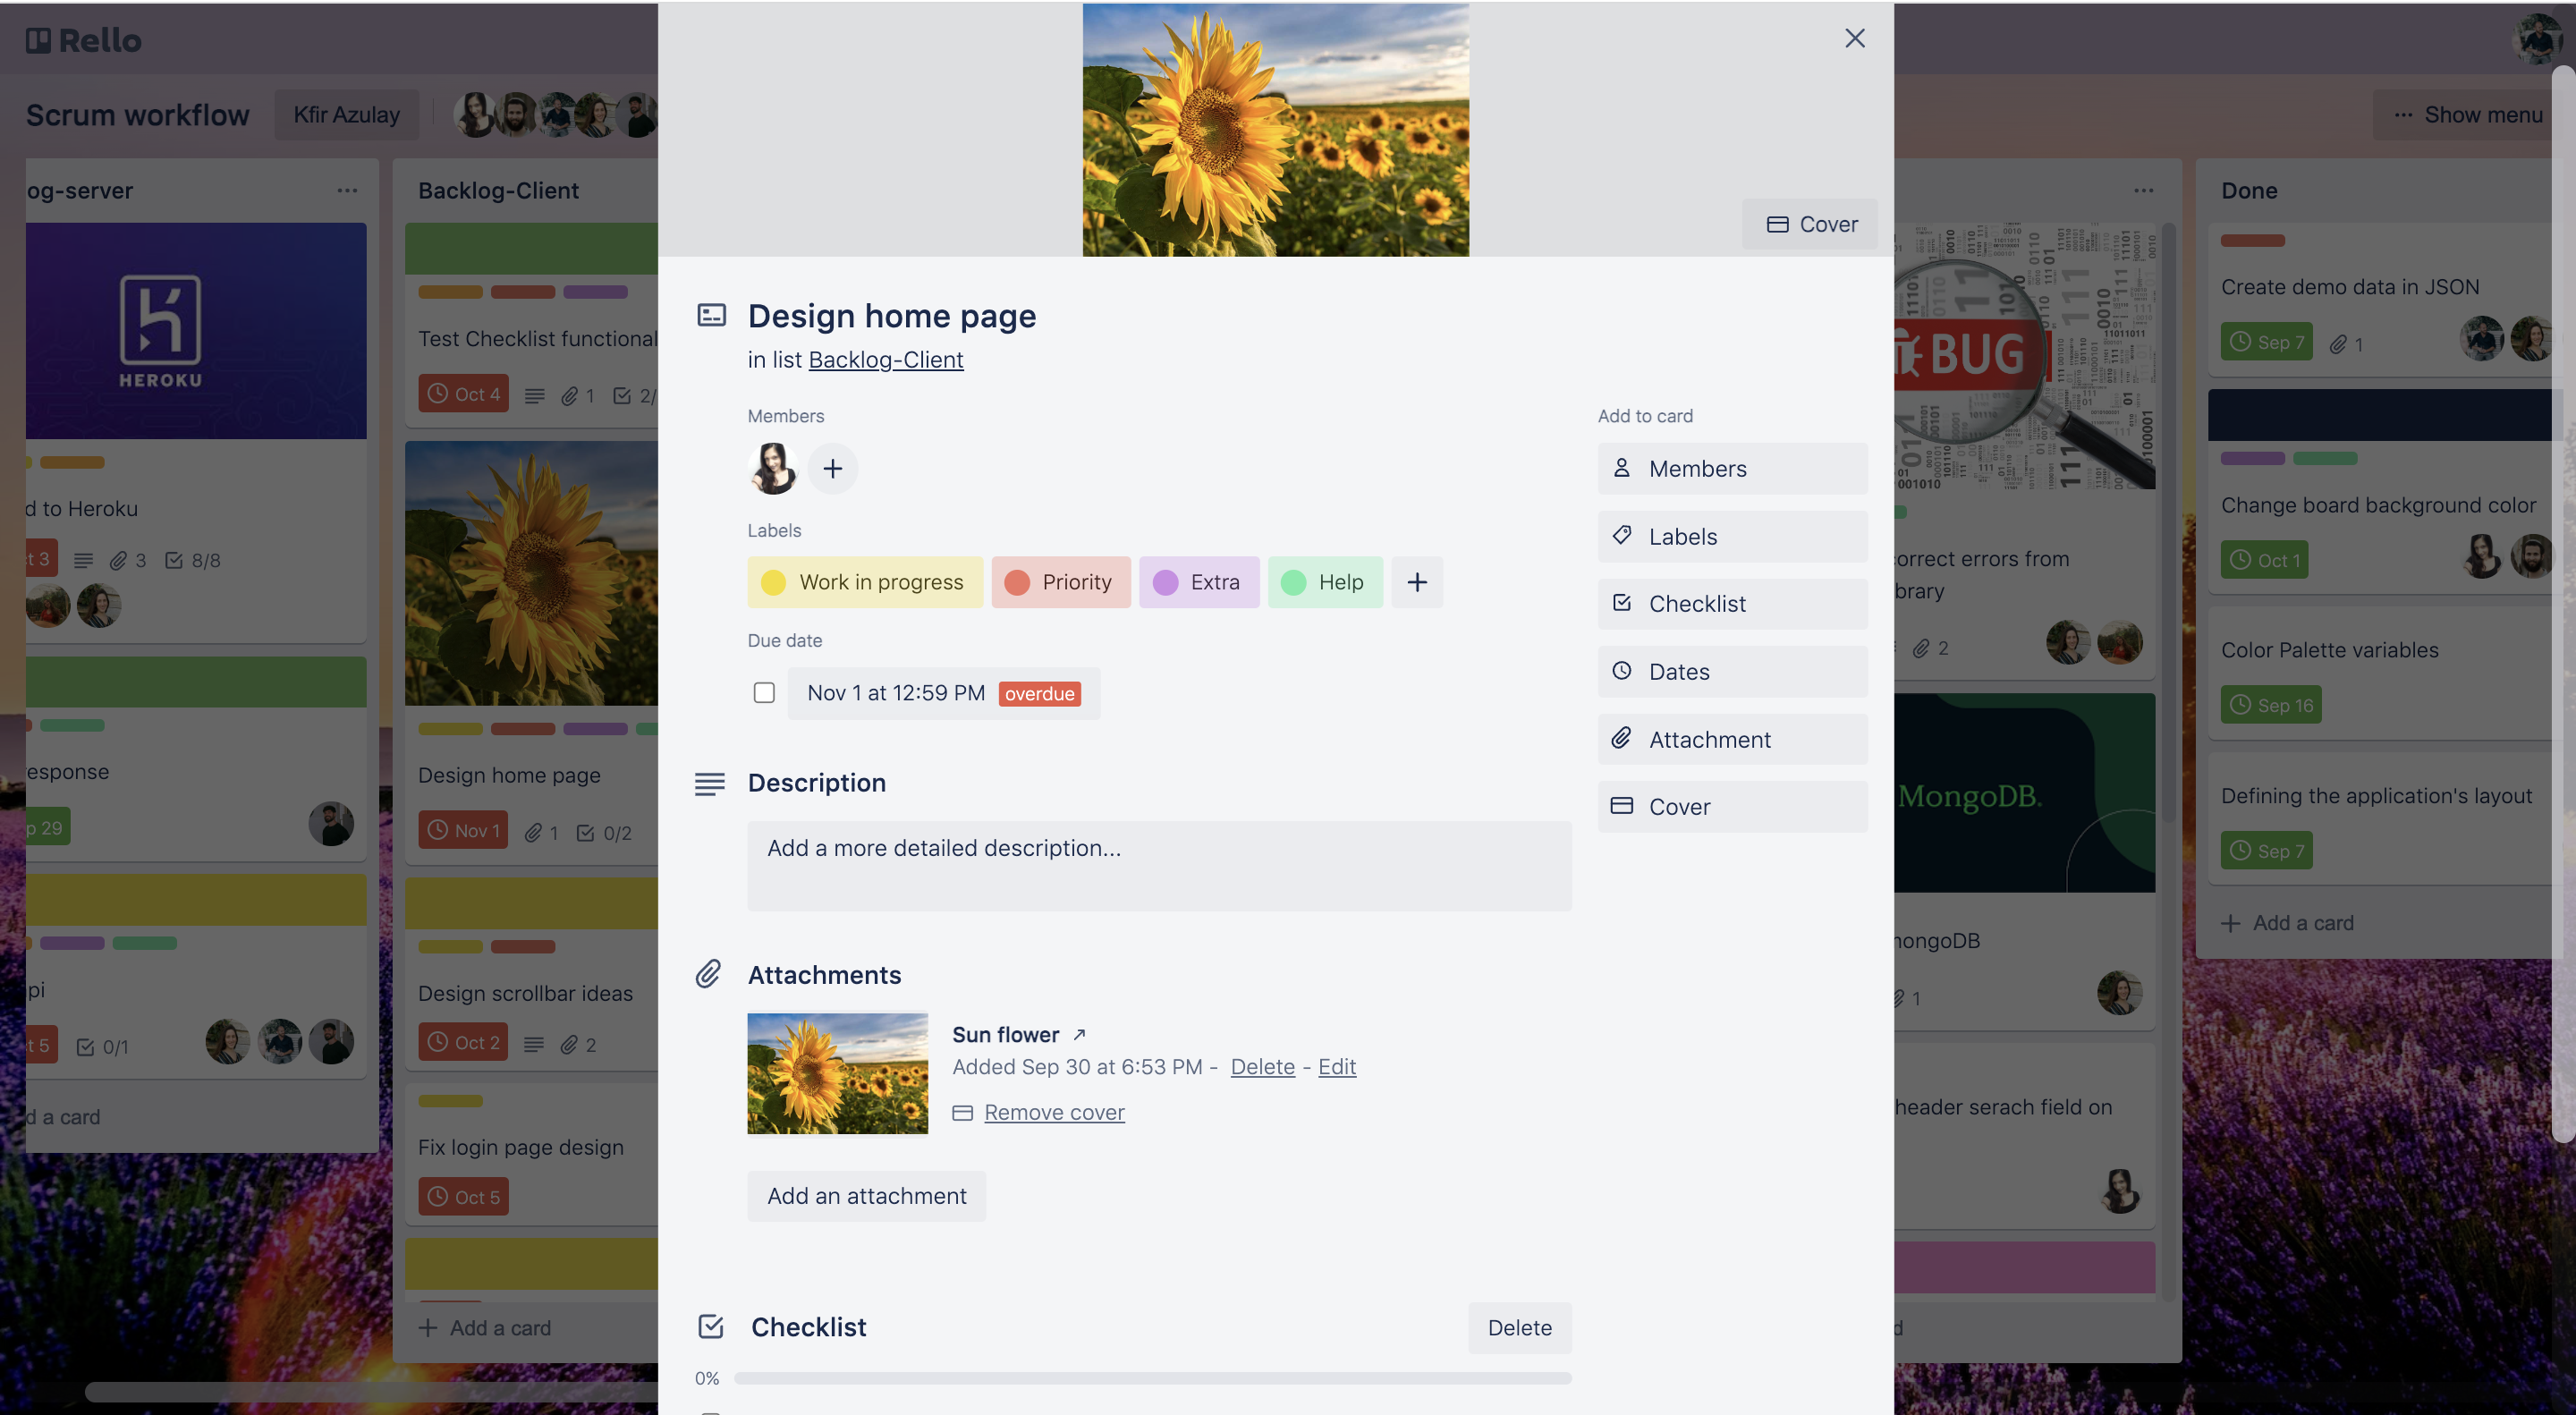 Rello
Scrum workflow
Kfir Azulay
Show menu
og-server
HEROKU
d to Heroku
t 3
3
8/8
esponse
p 29
pi
t 5
0/1
d a card
Backlog-Client
Test Checklist functional
Oct 4
1
2/
Design home page
Nov 1
1
0/2
Design scrollbar ideas
Oct 2
2
Fix login page design
Oct 5
Add a card
Cover
Design home page
in list Backlog-Client
Members
Labels
Work in progress
Priority
Extra
Help
Due date
Nov 1 at 12:59 PM overdue
Description
Add a more detailed description...
Attachments
Sun flower
Added Sep 30 at 6:53 PM - Delete - Edit
Remove cover
Add an attachment
Checklist
Delete
0%
Add to card
Members
Labels
Checklist
Dates
Attachment
Cover
BUG
orrect errors from
brary
2
MongoDB.
ongoDB
1
header serach field on
d
Done
Create demo data in JSON
Sep 7
1
Change board background color
Oct 1
Color Palette variables
Sep 16
Defining the application's layout
Sep 7
Add a card